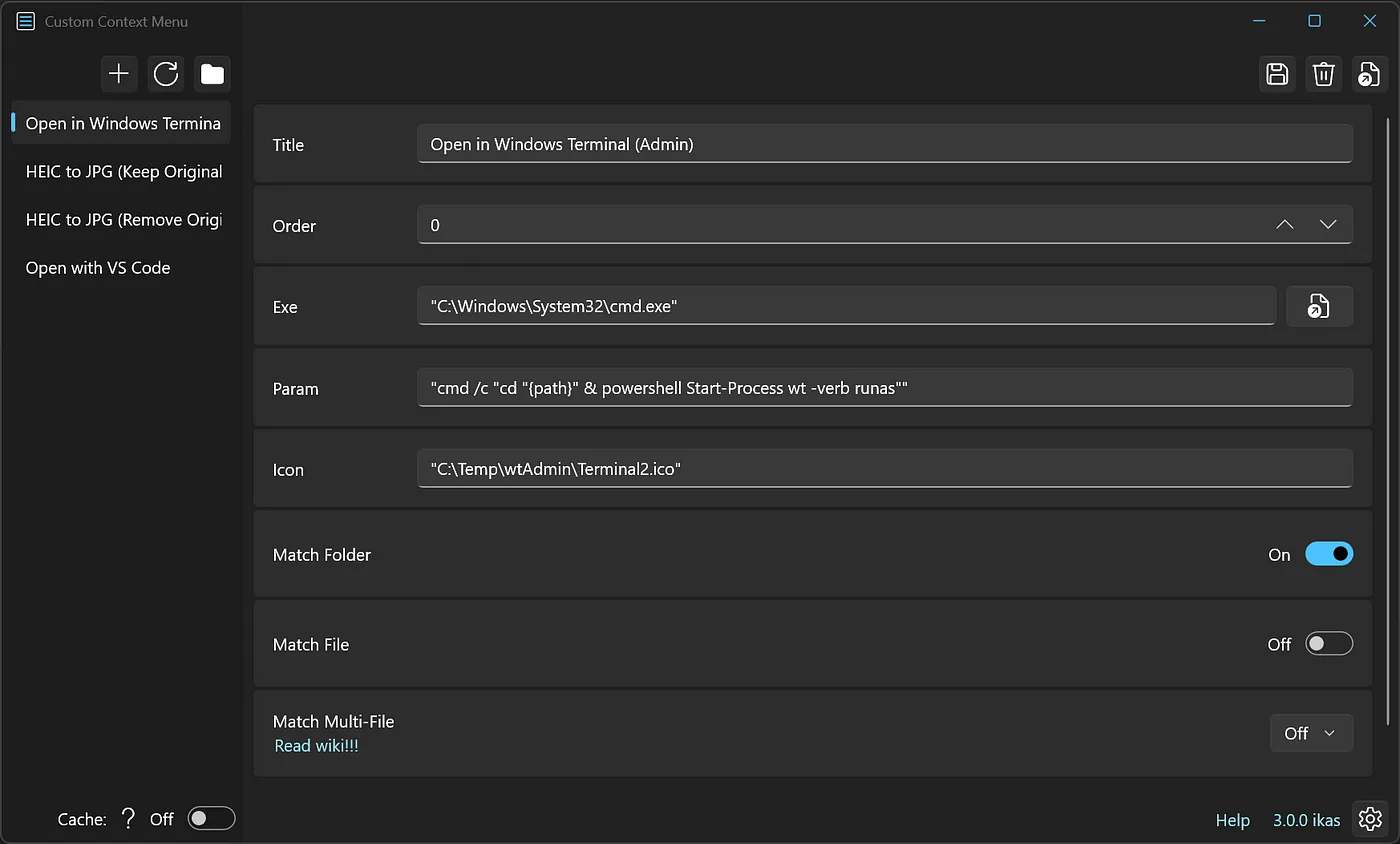 Custom Context Menu
Open in Windows Termina
HEIC to JPG (Keep Original
HEIC to JPG (Remove Origi
Open with VS Code
Title
Open in Windows Terminal (Admin)
Order
0
Exe
"C:\Windows\System32\cmd.exe"
Param
"cmd /c "cd "{path}" & powershell Start-Process wt -verb runas""
Icon
"C:\Temp\wtAdmin\Terminal2.ico"
Match Folder
On
Match File
Off
Match Multi-File
Read wiki!!!
Off
Cache: ? Off
Help 3.0.0 ikas